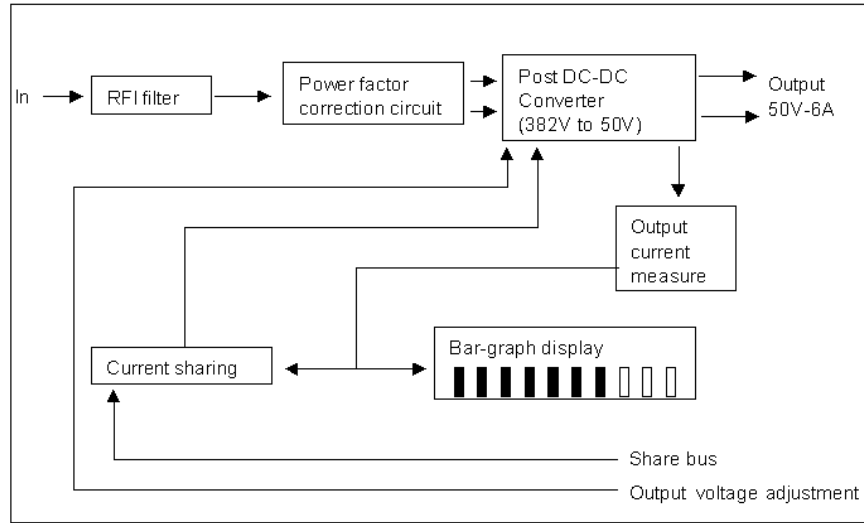 In
RFI filter
Power factor
correction circuit
Post DC-DC
Converter
(382V to 50V)
Output
50V-6A
Output
current
measure
Current sharing
Bar-graph display
Share bus
Output voltage adjustment